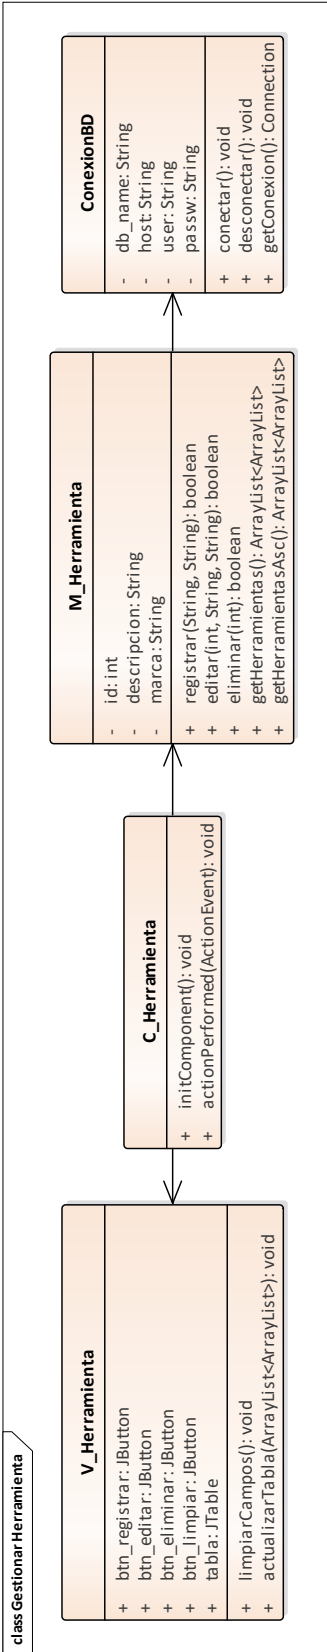 class Gestionar Herramienta
V_Herramienta
+ btn_registrar: JButton
+ btn_editar: JButton
+ btn_eliminar: JButton
+ btn_limpiar: JButton
+ tabla: JTable
+ limpiarCampos(): void
+ actualizarTabla(ArrayList<ArrayList>): void
C_Herramienta
+ initComponent(): void
+ actionPerformed(ActionEvent): void
M_Herramienta
- id: int
- descripcion: String
- marca: String
+ registrar(String, String): boolean
+ editar(int, String, String): boolean
+ eliminar(int): boolean
+ getHerramientas(): ArrayList<ArrayList>
+ getHerramientasAsc(): ArrayList<ArrayList>
ConexionBD
- db_name: String
- host: String
- user: String
- passw: String
+ conectar(): void
+ desconectar(): void
+ getConexion(): Connection